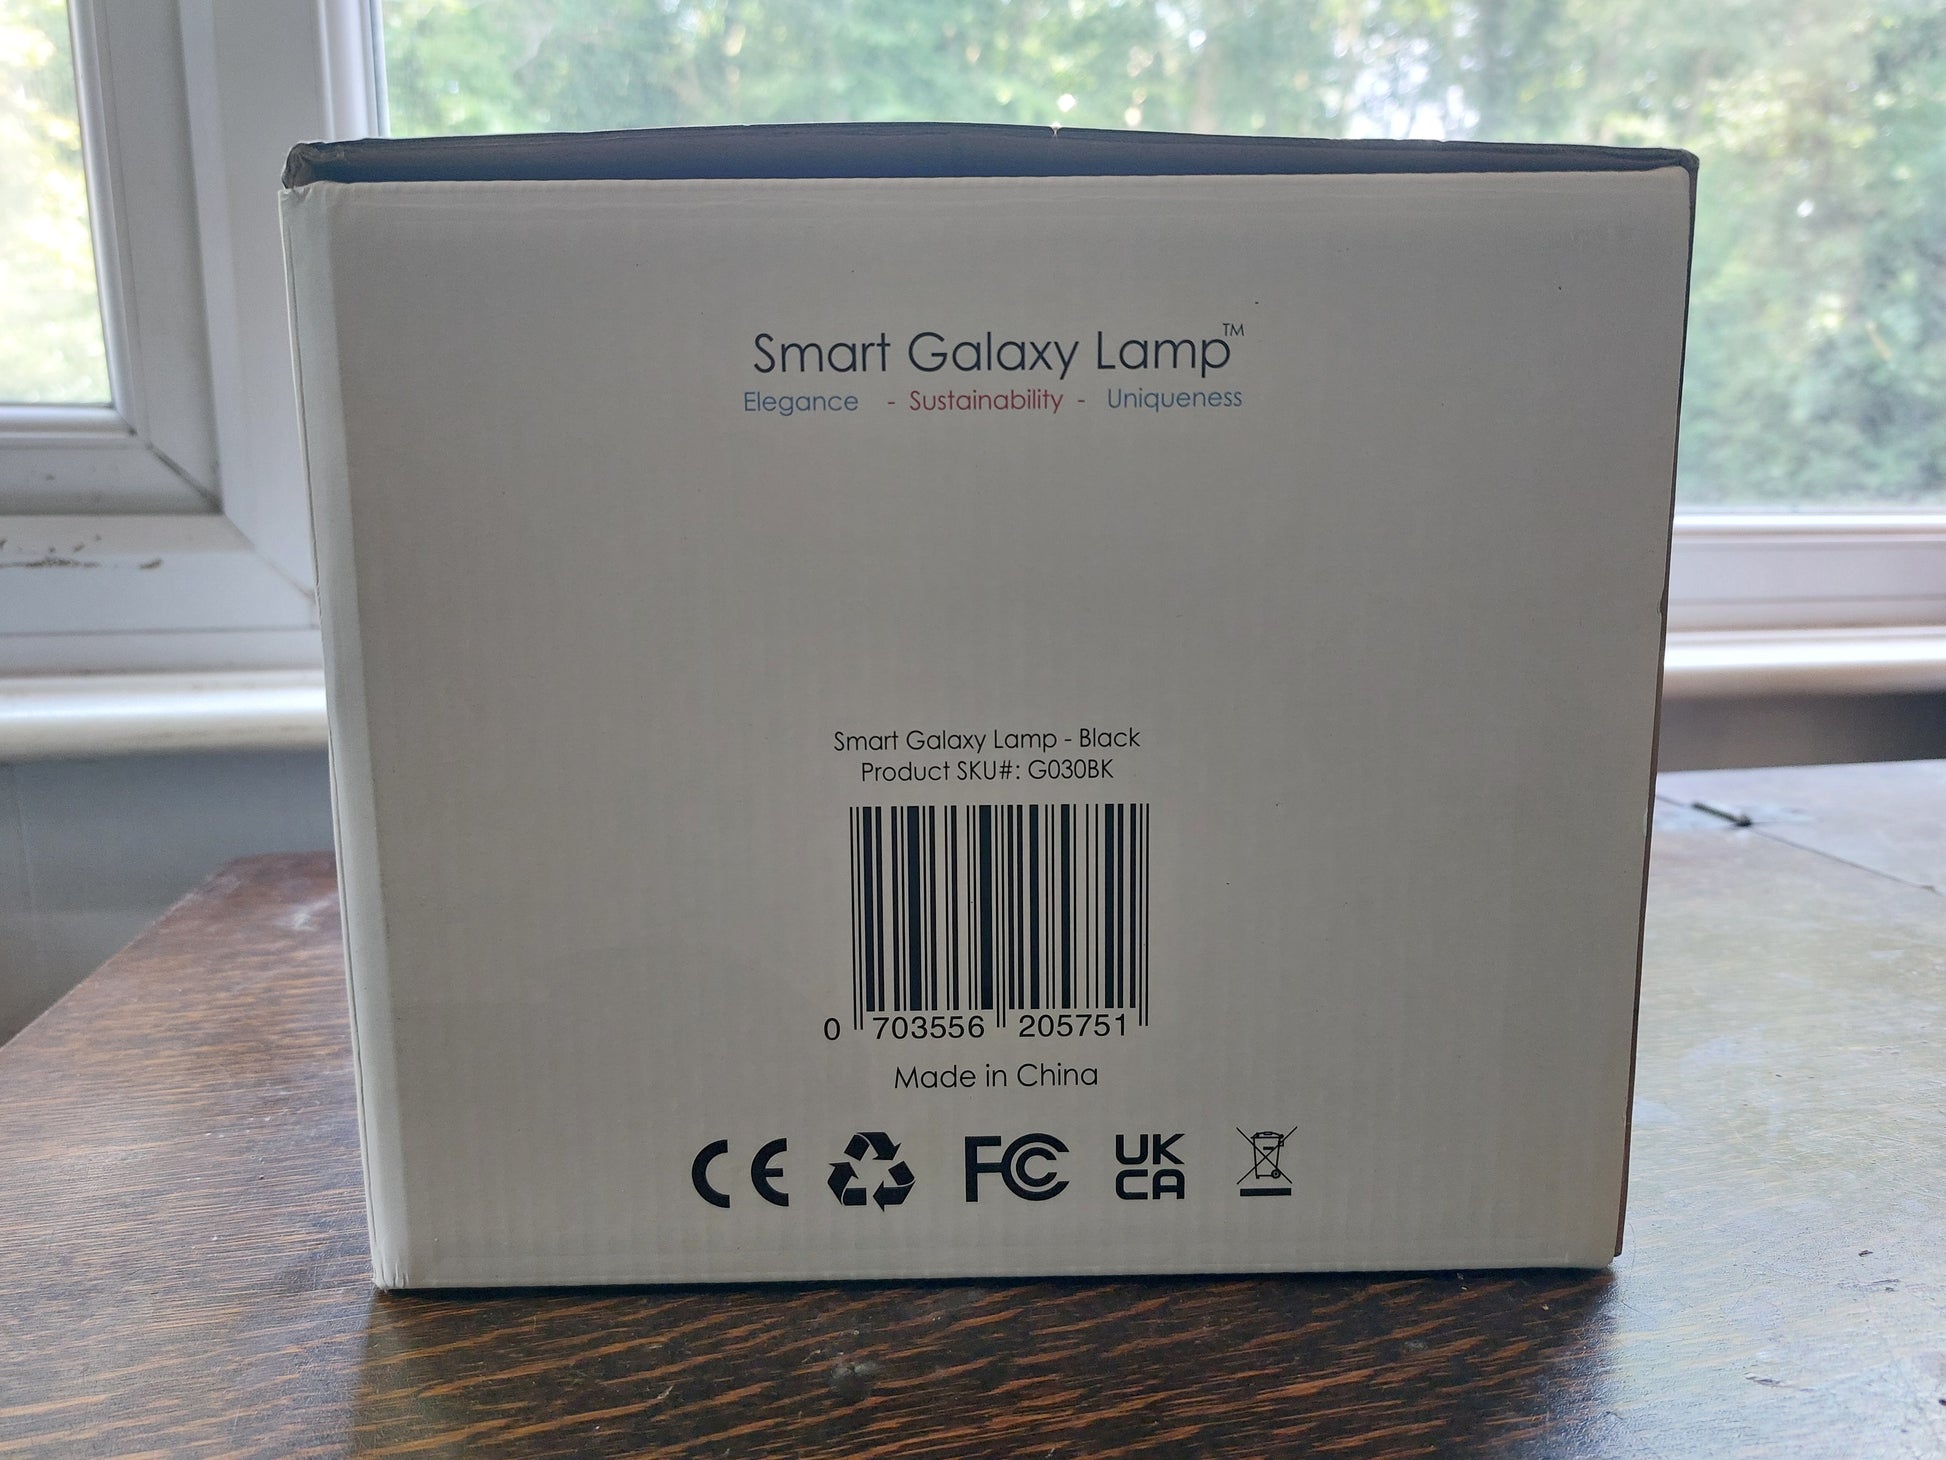 Smart Galaxy Lamp™
Elegance - Sustainability - Uniqueness
Smart Galaxy Lamp - Black
Product SKU#: G030BK
0 703556 205751
Made in China
CE FC UK
CA